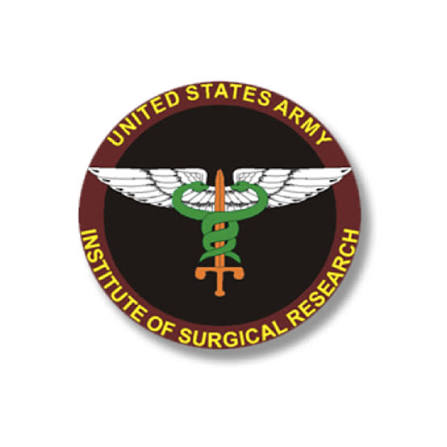 UNITED STATES ARMY
INSTITUTE OF SURGICAL RESEARCH